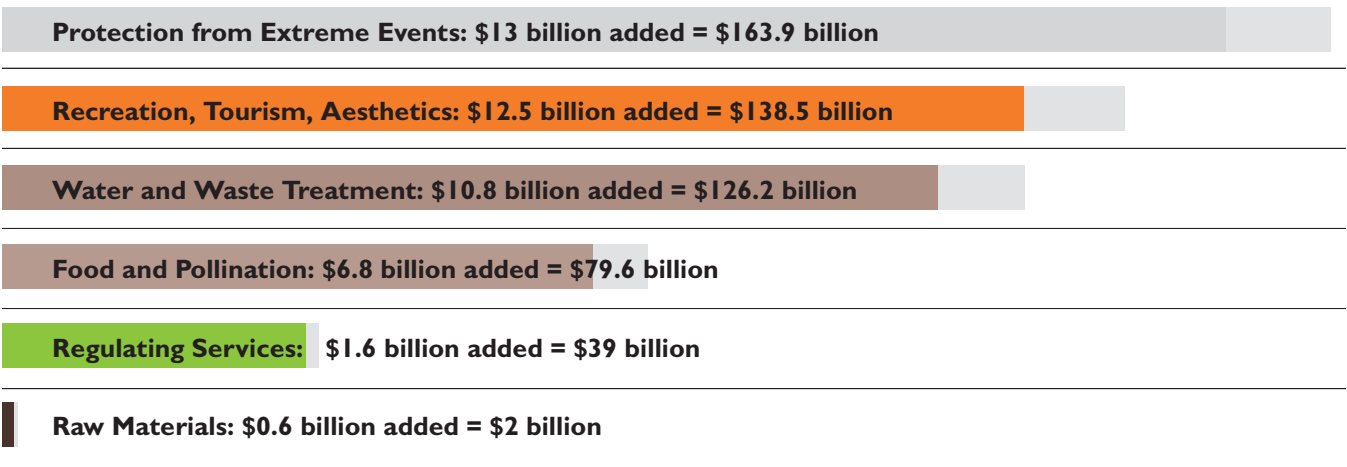 Protection from Extreme Events: $13 billion added = $163.9 billion
Recreation, Tourism, Aesthetics: $12.5 billion added = $138.5 billion
Water and Waste Treatment: $10.8 billion added = $126.2 billion
Food and Pollination: $6.8 billion added = $79.6 billion
Regulating Services: $1.6 billion added = $39 billion
Raw Materials: $0.6 billion added = $2 billion